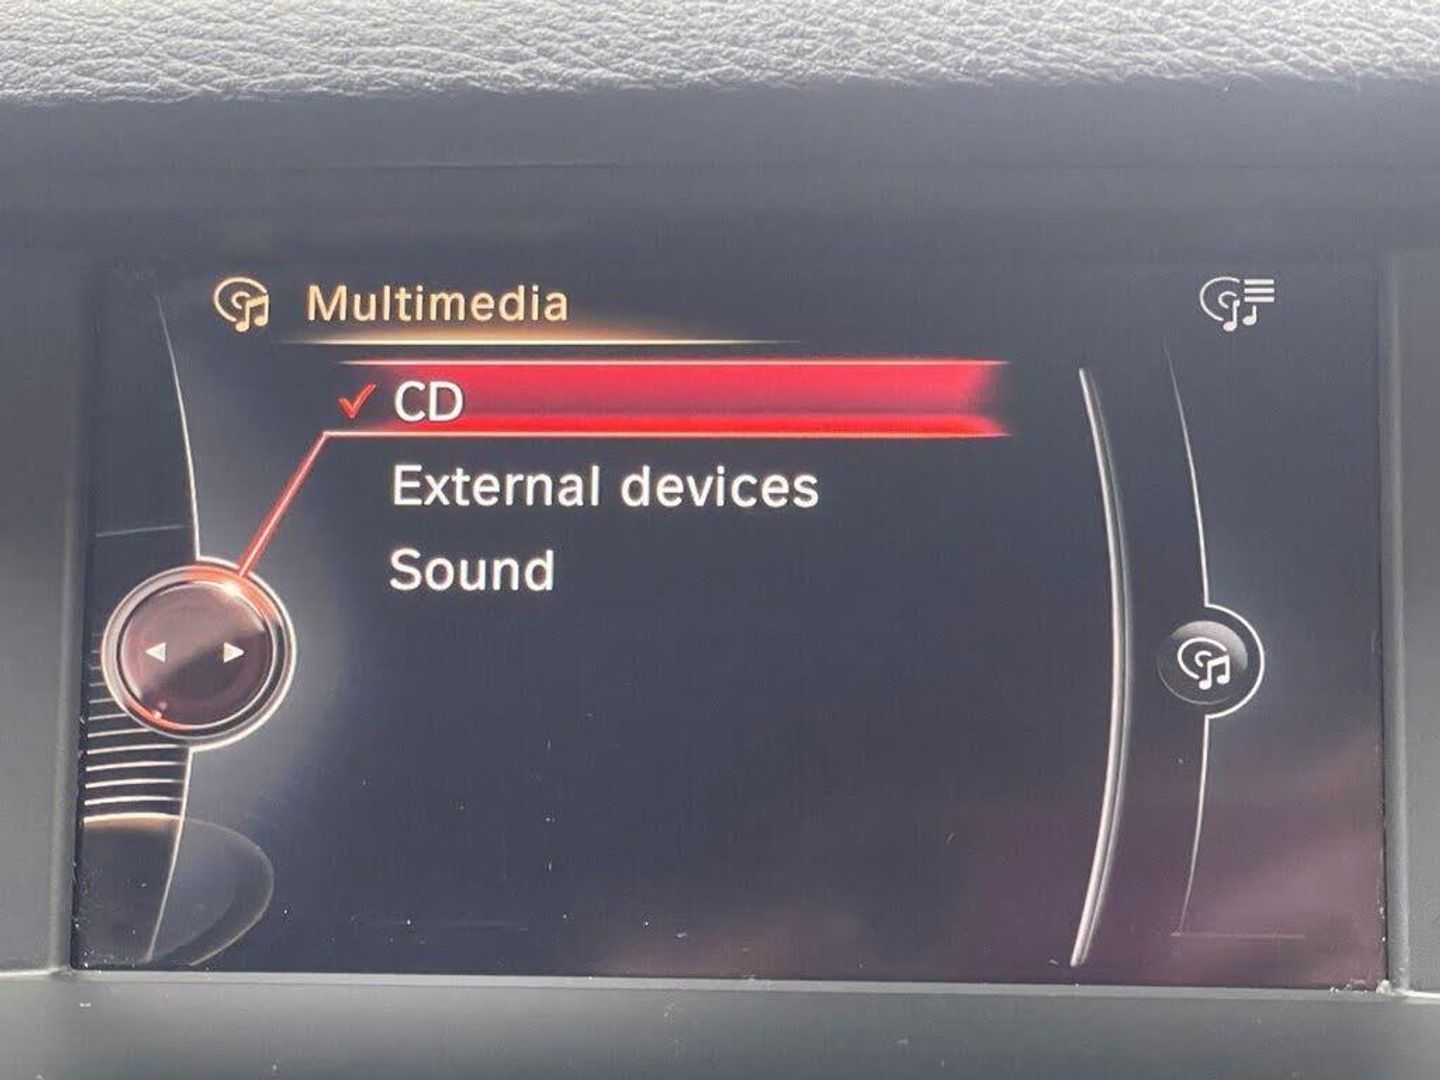 Multimedia
CD
External devices
Sound